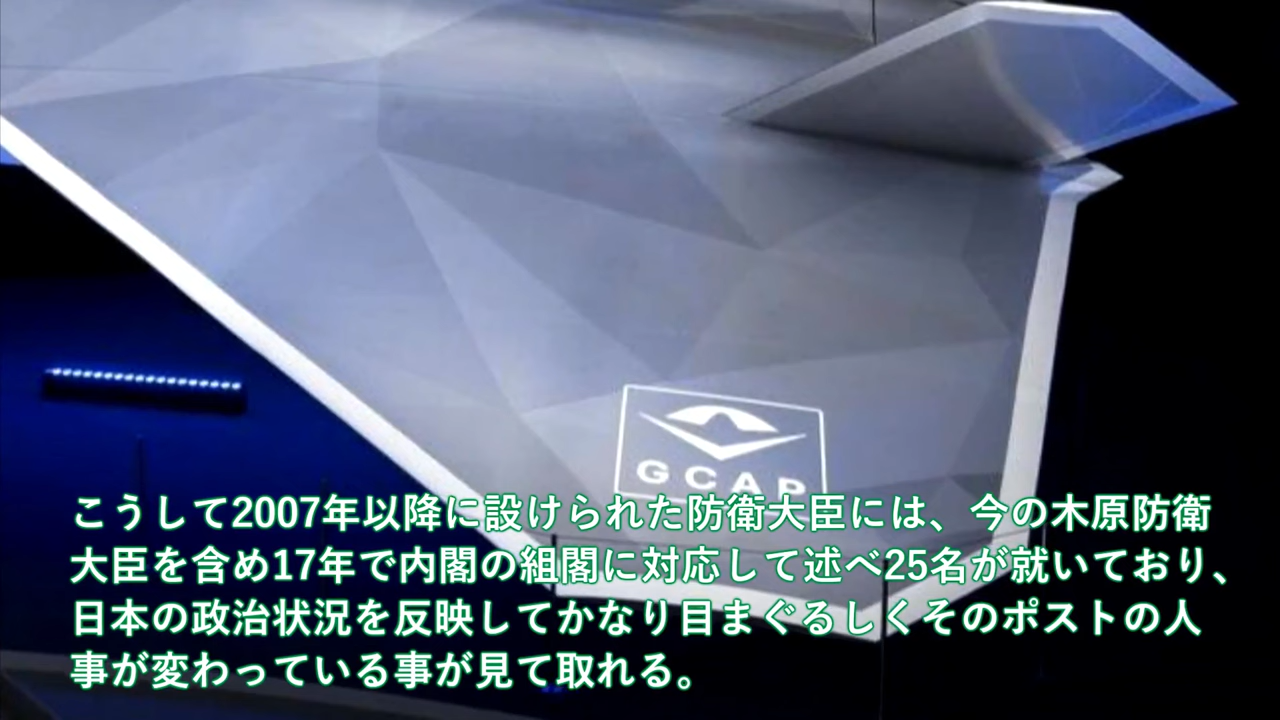 GCAP
こうして2007年以降に設けられた防衛大臣には、今の木原防衛
大臣を含め17年で内閣の組閣に対応して述べ25名が就いており、
日本の政治状況を反映してかなり目まぐるしくそのポストの人
事が変わっている事が見て取れる。